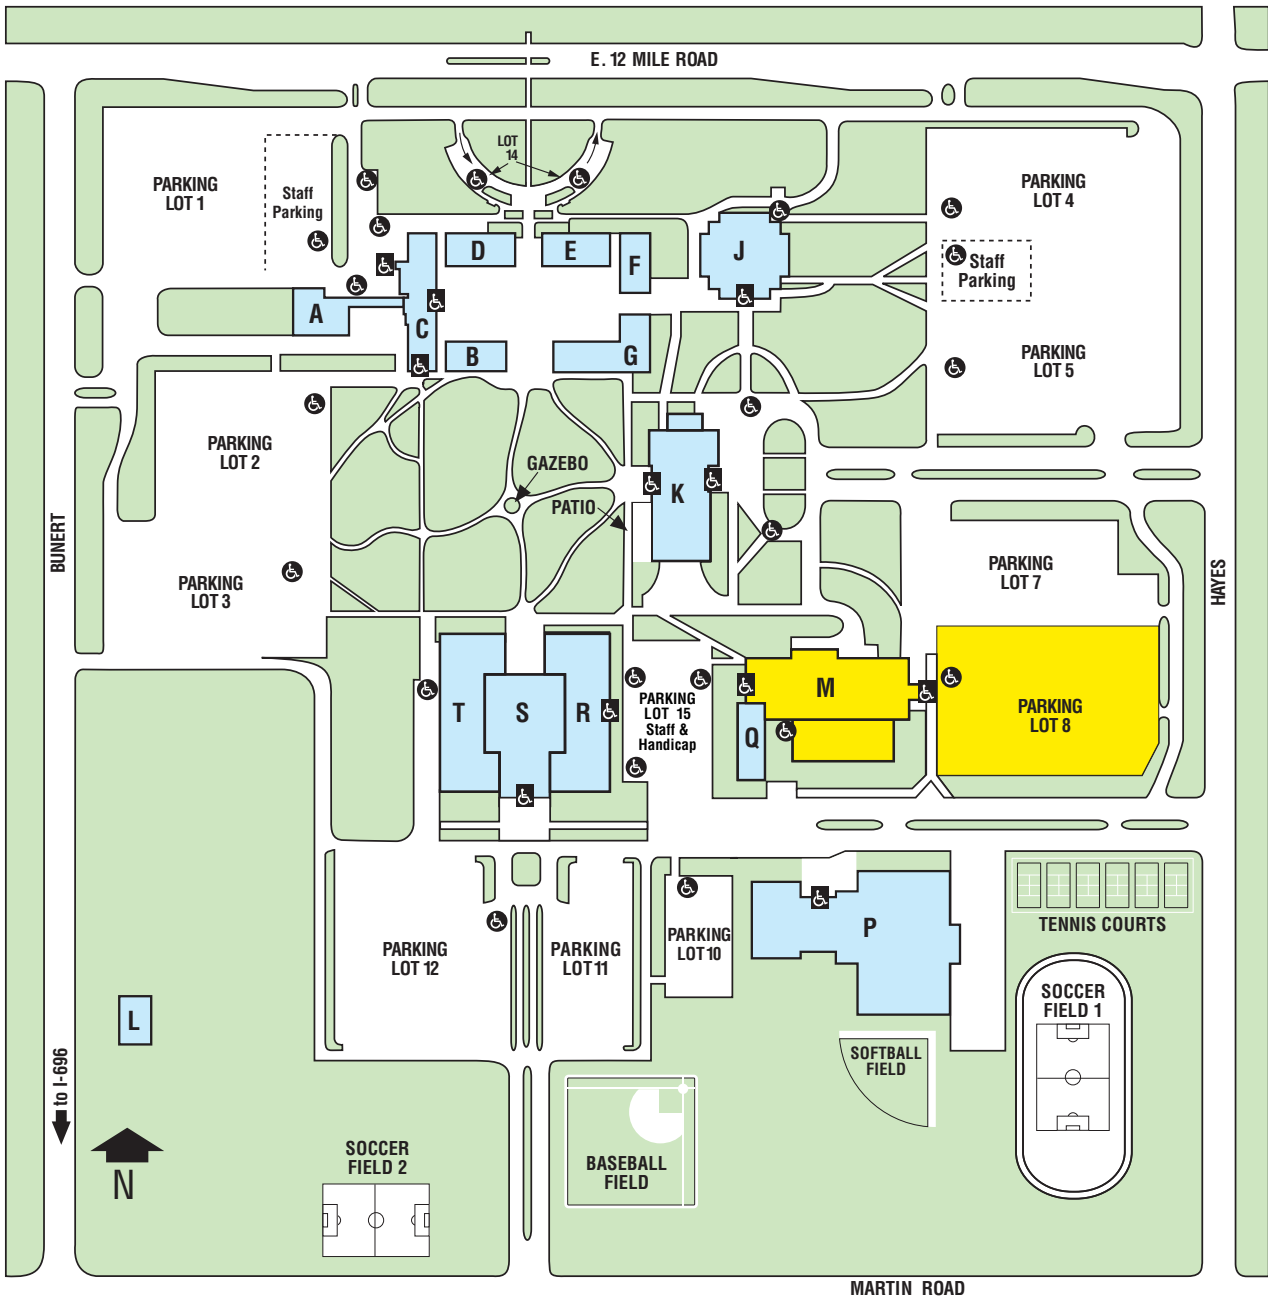 E. 12 MILE ROAD
LOT
14
PARKING
LOT 1
Staff
Parking
PARKING
LOT 4
D
E
F
J
Staff
Parking
A
C
B
G
PARKING
LOT 5
PARKING
LOT 2
GAZEBO
PATIO
K
BUNERT
PARKING
LOT 3
PARKING
LOT 7
HAYES
T
S
R
PARKING
LOT 15
Staff &
Handicap
M
Q
PARKING
LOT 8
TENNIS COURTS
PARKING
LOT 12
PARKING
LOT 11
PARKING
LOT 10
P
L
SOCCER
FIELD 1
to I-696
SOFTBALL
FIELD
N
SOCCER
FIELD 2
BASEBALL
FIELD
MARTIN ROAD